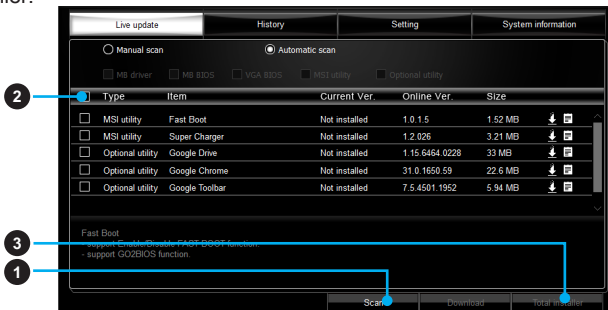 Live update History Setting System information
Manual scan Automatic scan
MB driver MB BIOS VGA BIOS MSI utility Optional utility
2
Type Item Current Ver. Online Ver. Size
MSI utility Fast Boot Not installed 1.0.1.5 1.52 MB
MSI utility Super Charger Not installed 1.2.026 3.21 MB
Optional utility Google Drive Not installed 1.15.6464.0228 33 MB
Optional utility Google Chrome Not installed 31.0.1650.59 22.6 MB
Optional utility Google Toolbar Not installed 7.5.4501.1952 5.94 MB
Fast Boot
3
- support Enable/Disable FAST BOOT function.
- support GO2BIOS function.
1
Scan Download Total Installer